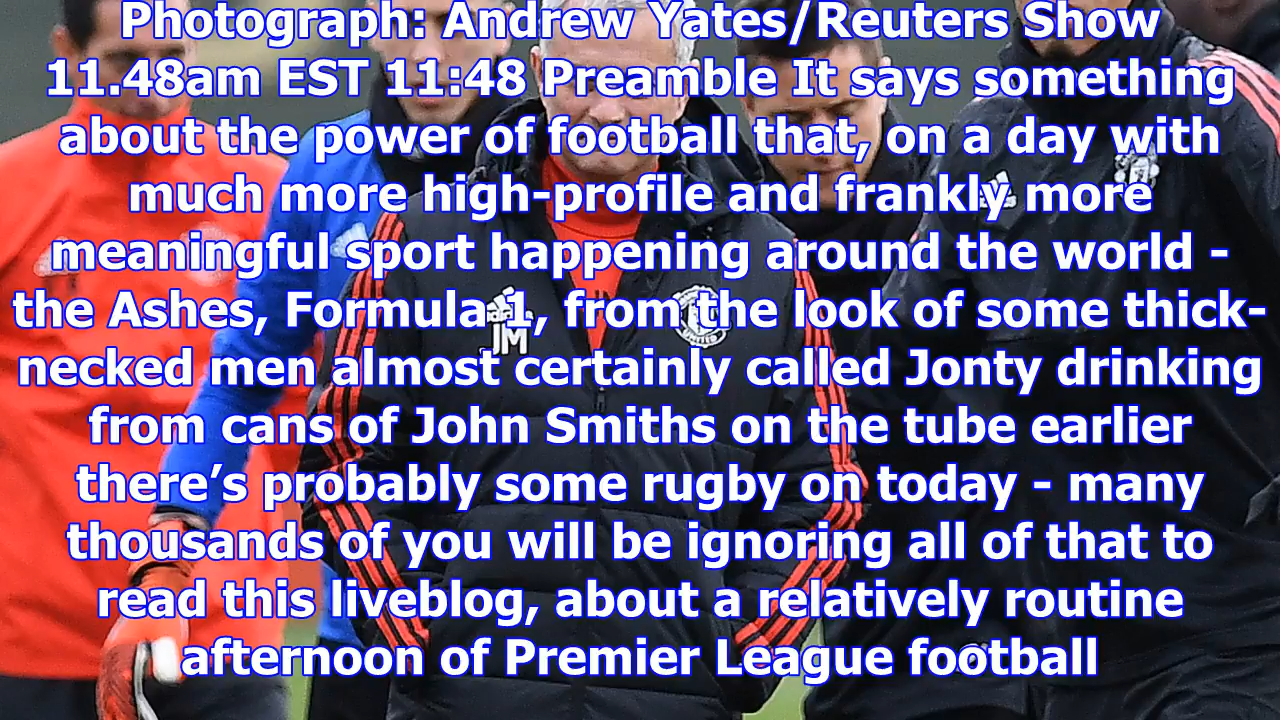 Photograph: Andrew Yates/Reuters Show
11.48am EST 11:48 Preamble It says something
about the power of football that, on a day with
much more high-profile and frankly more
meaningful sport happening around the world -
the Ashes, Formula 1, from the look of some thick-
necked men almost certainly called Jonty drinking
from cans of John Smiths on the tube earlier
there’s probably some rugby on today - many
thousands of you will be ignoring all of that to
read this liveblog, about a relatively routine
afternoon of Premier League football
JM